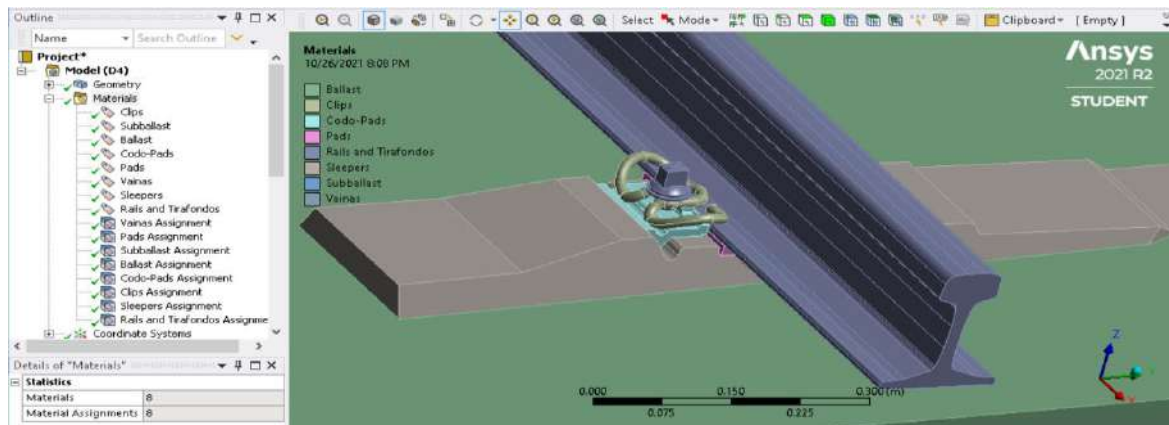 Outline
Name
Search Outline
Project*
Model (D4)
Geometry
Materials
Clips
Subballast
Ballast
Codo-Pads
Pads
Vainas
Sleepers
Rails and Tirafondos
Vainas Assignment
Pads Assignment
Subballast Assignment
Ballast Assignment
Codo-Pads Assignment
Clips Assignment
Sleepers Assignment
Rails and Tirafondos Assignme
Coordinate Systems
Details of "Materials"
Statistics
Materials 8
Material Assignments 8
Select Mode Clipboard [Empty]
Materials
10/26/2021 8:08 PM
Ballast
Clips
Codo-Pads
Pads
Rails and Tirafondos
Sleepers
Subballast
Vainas
Ansys
2021 R2
STUDENT
0.000 0.150 0.300 (m)
0.075 0.225
Z
X